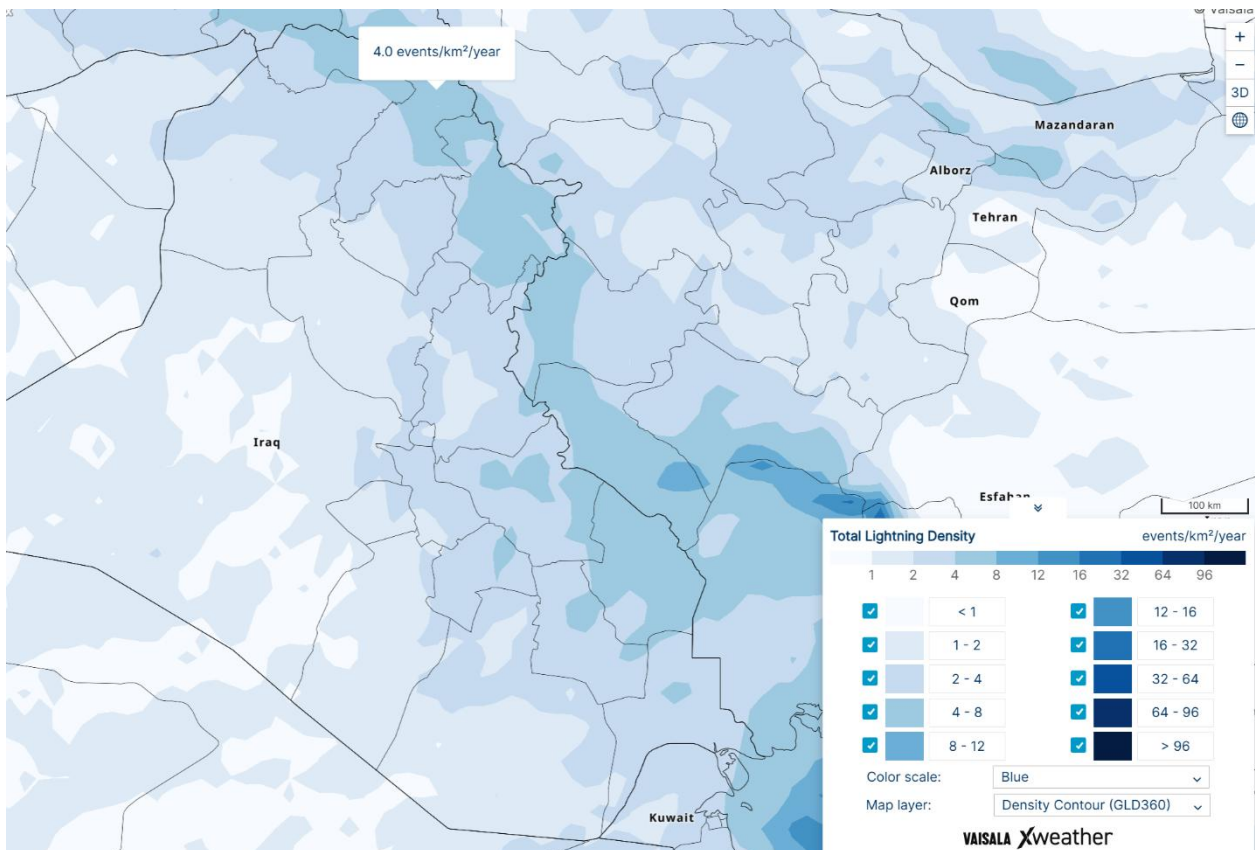 © Vaisala
4.0 events/km²/year
+
−
3D
Mazandaran
Alborz
Tehran
Qom
Iraq
Esfahan
100 km
Total Lightning Density events/km²/year
1 2 4 8 12 16 32 64 96
< 1 12 - 16
1 - 2 16 - 32
2 - 4 32 - 64
4 - 8 64 - 96
8 - 12 > 96
Color scale: Blue
Map layer: Density Contour (GLD360)
Kuwait
VAISALA Xweather